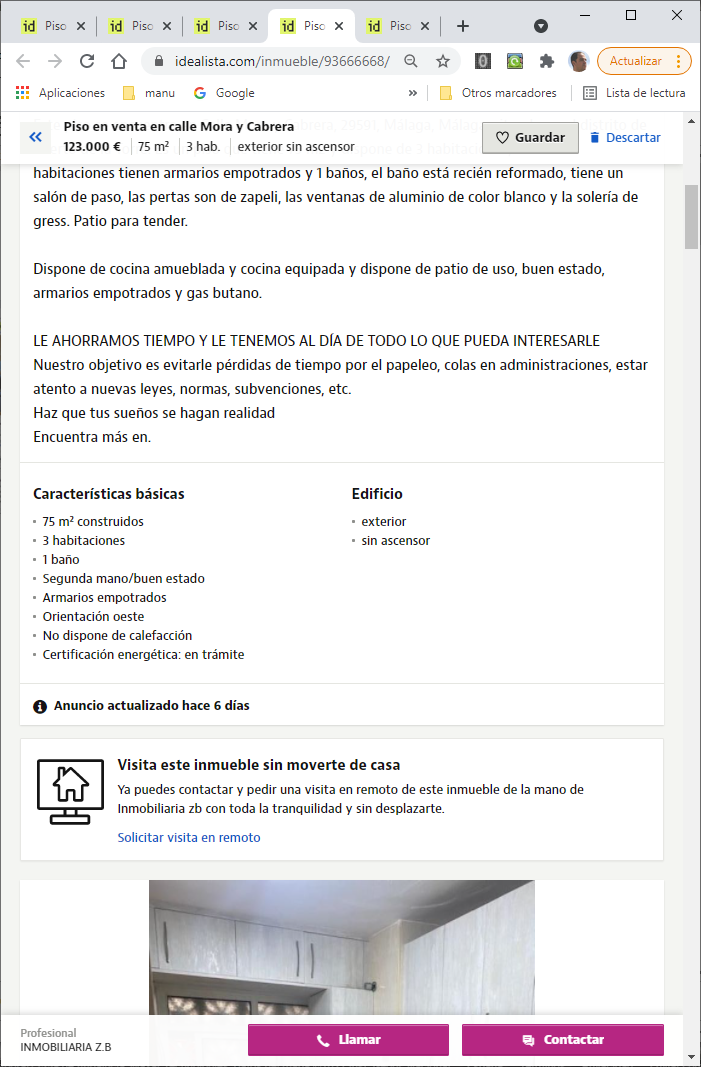 id Piso
id Piso
id Piso
id Piso
id Piso
idealista.com/inmueble/93666668/
Actualizar
Aplicaciones
manu
Google
»
Otros marcadores
Lista de lectura
Piso en venta en calle Mora y Cabrera
123.000 € 75 m² 3 hab. exterior sin ascensor
Guardar
Descartar
habitaciones tienen armarios empotrados y 1 baños, el baño está recién reformado, tiene un
salón de paso, las pertas son de zapeli, las ventanas de aluminio de color blanco y la solería de
gress. Patio para tender.
Dispone de cocina amueblada y cocina equipada y dispone de patio de uso, buen estado,
armarios empotrados y gas butano.
LE AHORRAMOS TIEMPO Y LE TENEMOS AL DÍA DE TODO LO QUE PUEDA INTERESARLE
Nuestro objetivo es evitarle pérdidas de tiempo por el papeleo, colas en administraciones, estar
atento a nuevas leyes, normas, subvenciones, etc.
Haz que tus sueños se hagan realidad
Encuentra más en.
Características básicas
75 m² construidos
3 habitaciones
1 baño
Segunda mano/buen estado
Armarios empotrados
Orientación oeste
No dispone de calefacción
Certificación energética: en trámite
Edificio
exterior
sin ascensor
Anuncio actualizado hace 6 días
Visita este inmueble sin moverte de casa
Ya puedes contactar y pedir una visita en remoto de este inmueble de la mano de
Inmobiliaria zb con toda la tranquilidad y sin desplazarte.
Solicitar visita en remoto
Profesional
INMOBILIARIA Z.B
Llamar
Contactar